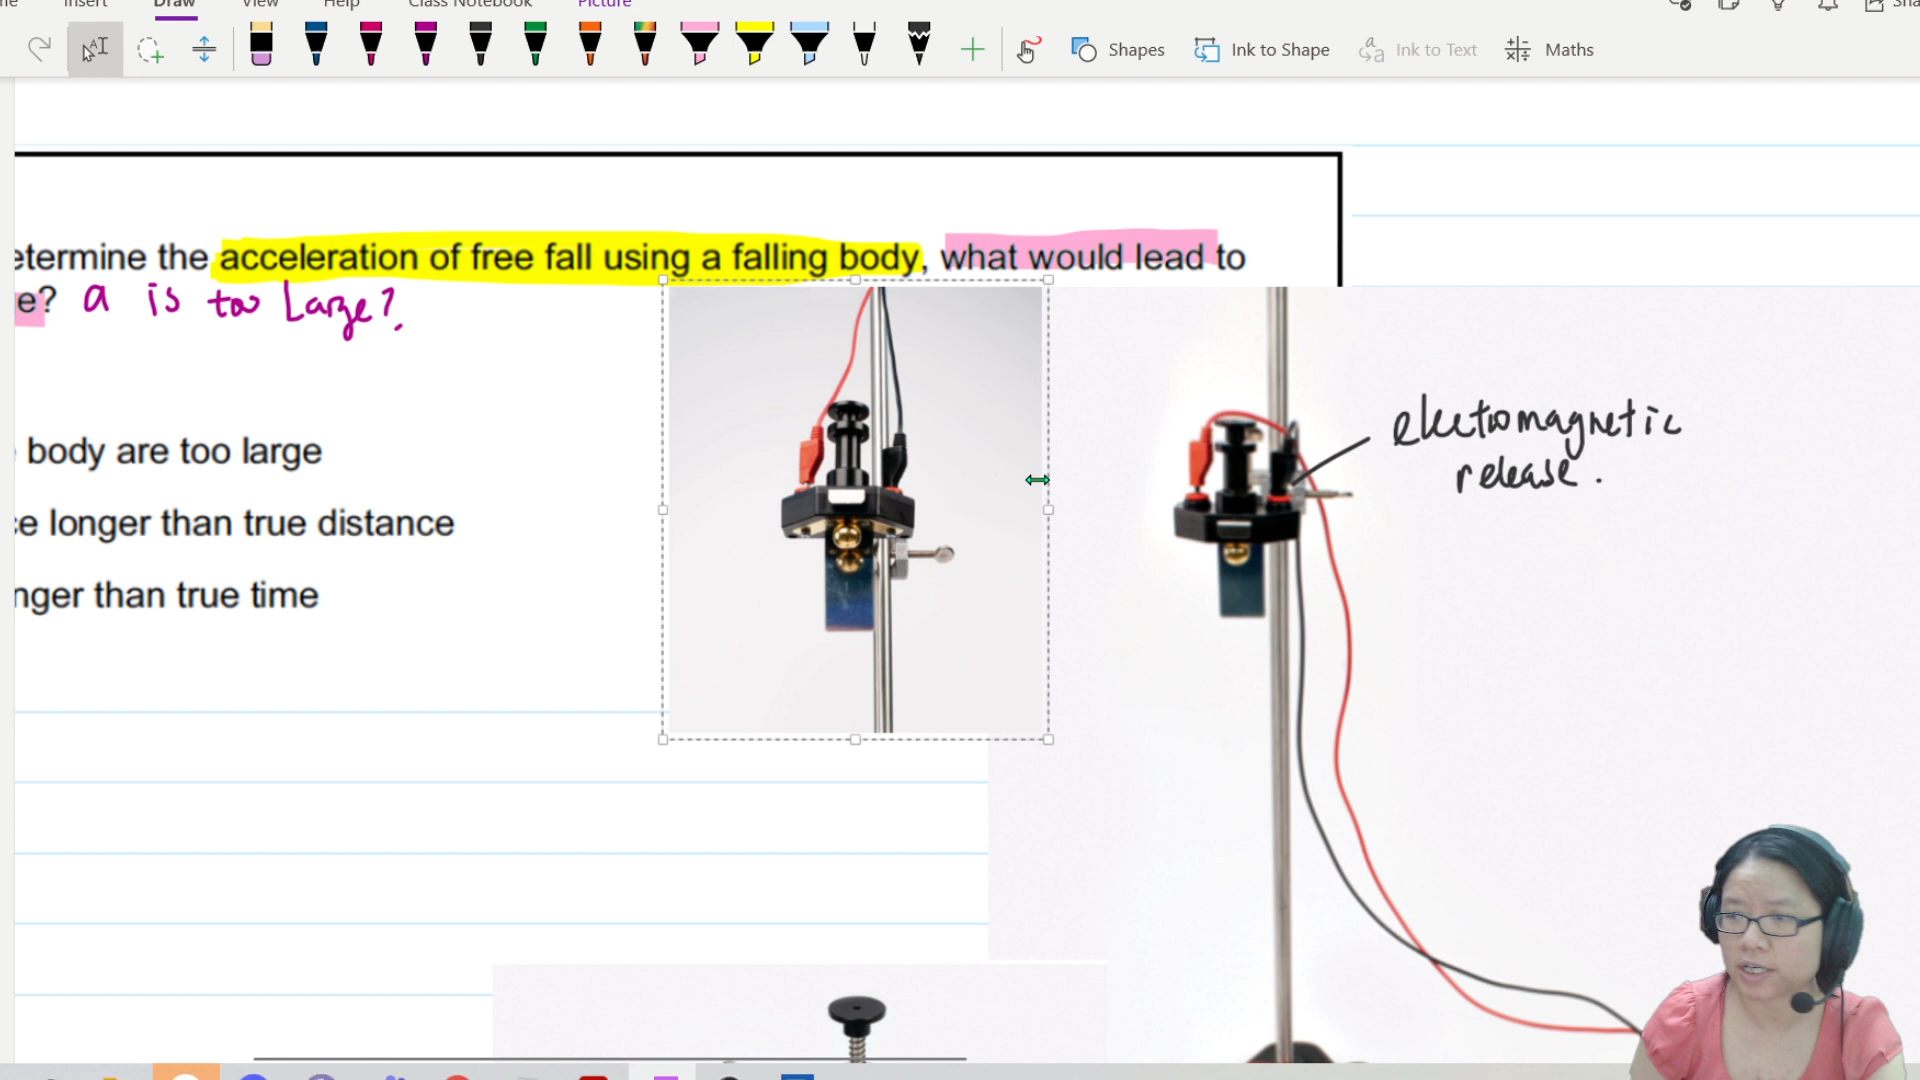 Insert Draw View Help Class Notebook Picture
Shapes Ink to Shape Ink to Text Maths
etermine the acceleration of free fall using a falling body, what would lead to
e? a is too Large?
body are too large
ce longer than true distance
nger than true time
electromagnetic
release.